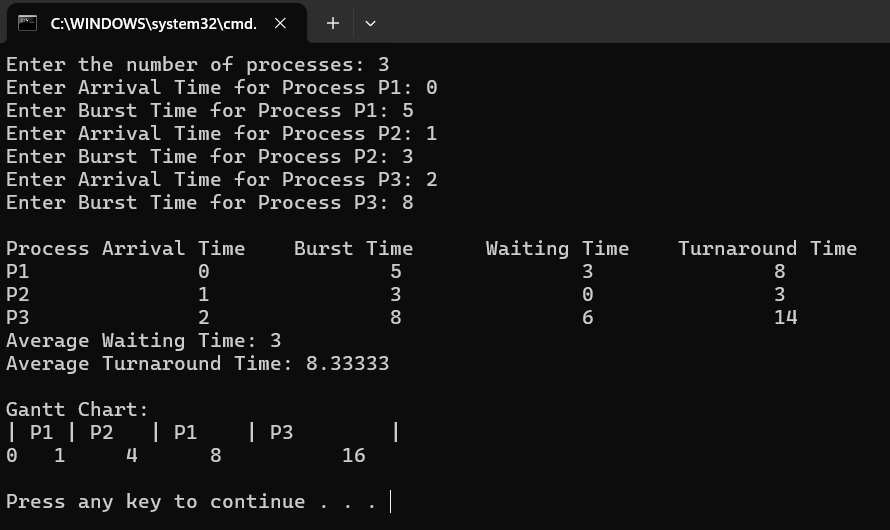 C:\WINDOWS\system32\cmd.
Enter the number of processes: 3
Enter Arrival Time for Process P1: 0
Enter Burst Time for Process P1: 5
Enter Arrival Time for Process P2: 1
Enter Burst Time for Process P2: 3
Enter Arrival Time for Process P3: 2
Enter Burst Time for Process P3: 8
Process Arrival Time    Burst Time      Waiting Time    Turnaround Time
P1              0               5               3               8
P2              1               3               0               3
P3              2               8               6               14
Average Waiting Time: 3
Average Turnaround Time: 8.33333
Gantt Chart:
| P1 | P2   | P1    | P3        |
0   1     4      8          16
Press any key to continue . . .